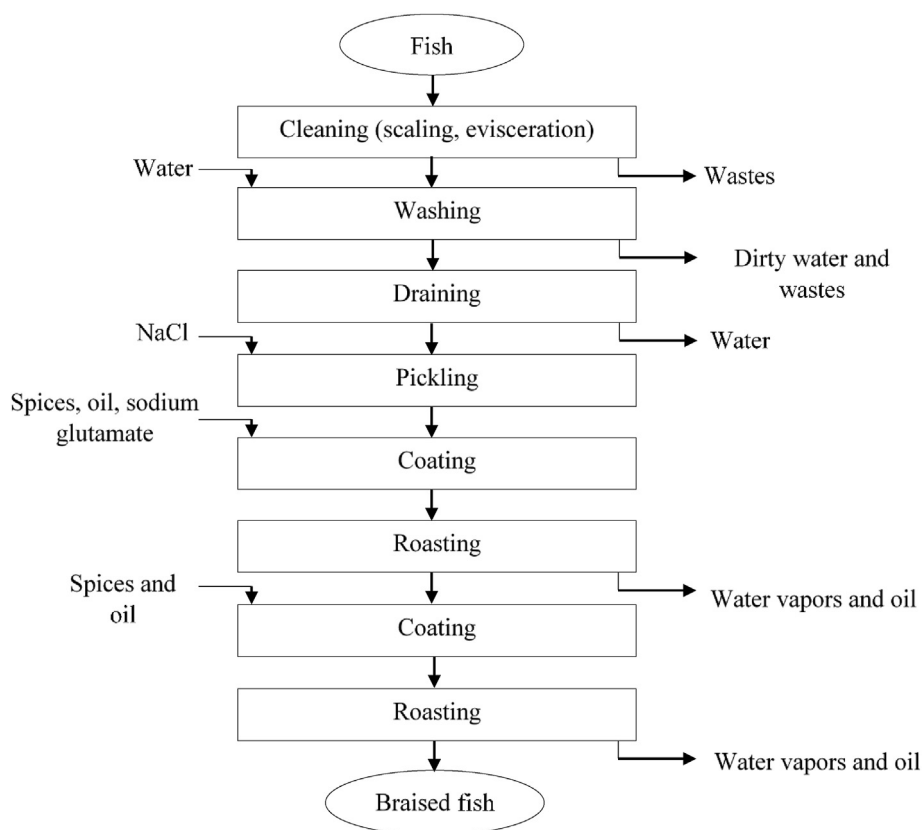 Fish
Cleaning (scaling, evisceration)
Water
Wastes
Washing
Dirty water and
wastes
Draining
NaCl
Water
Pickling
Spices, oil, sodium
glutamate
Coating
Roasting
Spices and
oil
Water vapors and oil
Coating
Roasting
Water vapors and oil
Braised fish